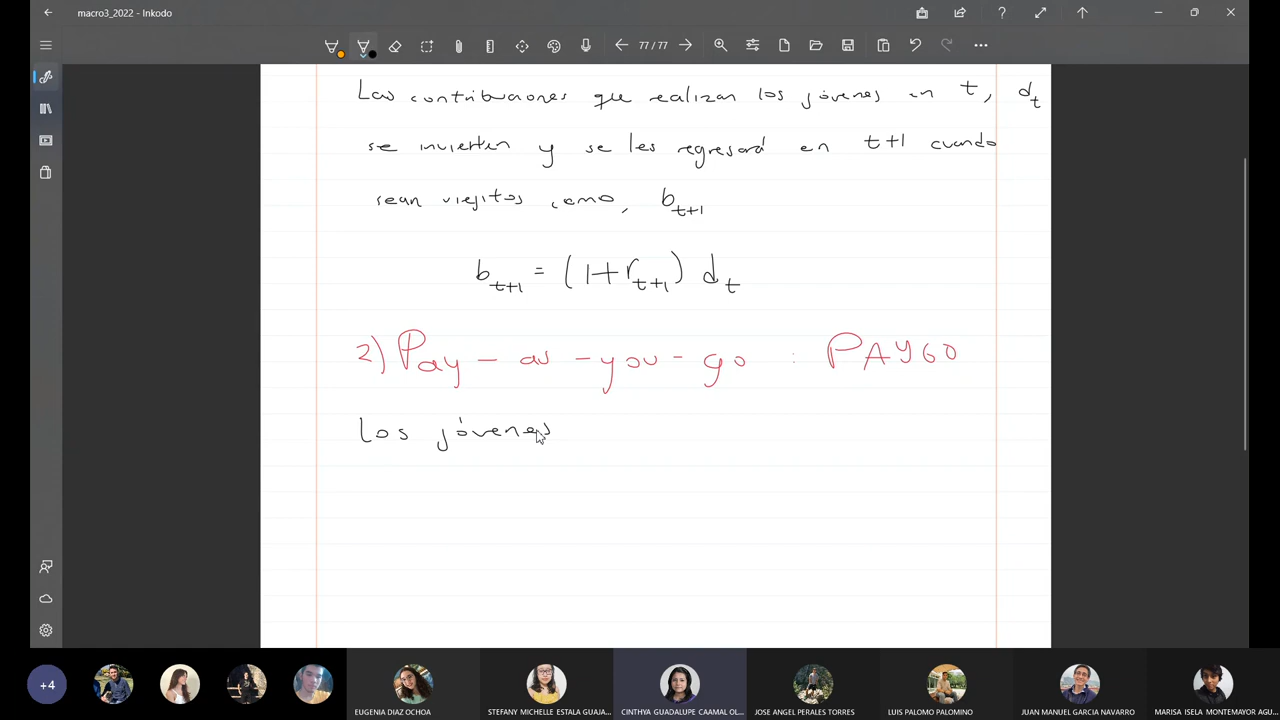 macro3_2022 - Inkodo
77 / 77
Las contribuciones que realizan los jóvenes en t, d_t
se invierten y se les regresará en t+1 cuando
sean viejitos como, b_{t+1}
b_{t+1} = (1+r_{t+1}) d_t
2) Pay - as - you - go : PAYGO
Los jóvenes
+4
EUGENIA DIAZ OCHOA
STEFANY MICHELLE ESTALA GUAJA...
CINTHYA GUADALUPE CAAMAL OL...
JOSE ANGEL PERALES TORRES
LUIS PALOMO PALOMINO
JUAN MANUEL GARCIA NAVARRO
MARISA ISELA MONTEMAYOR AGU...